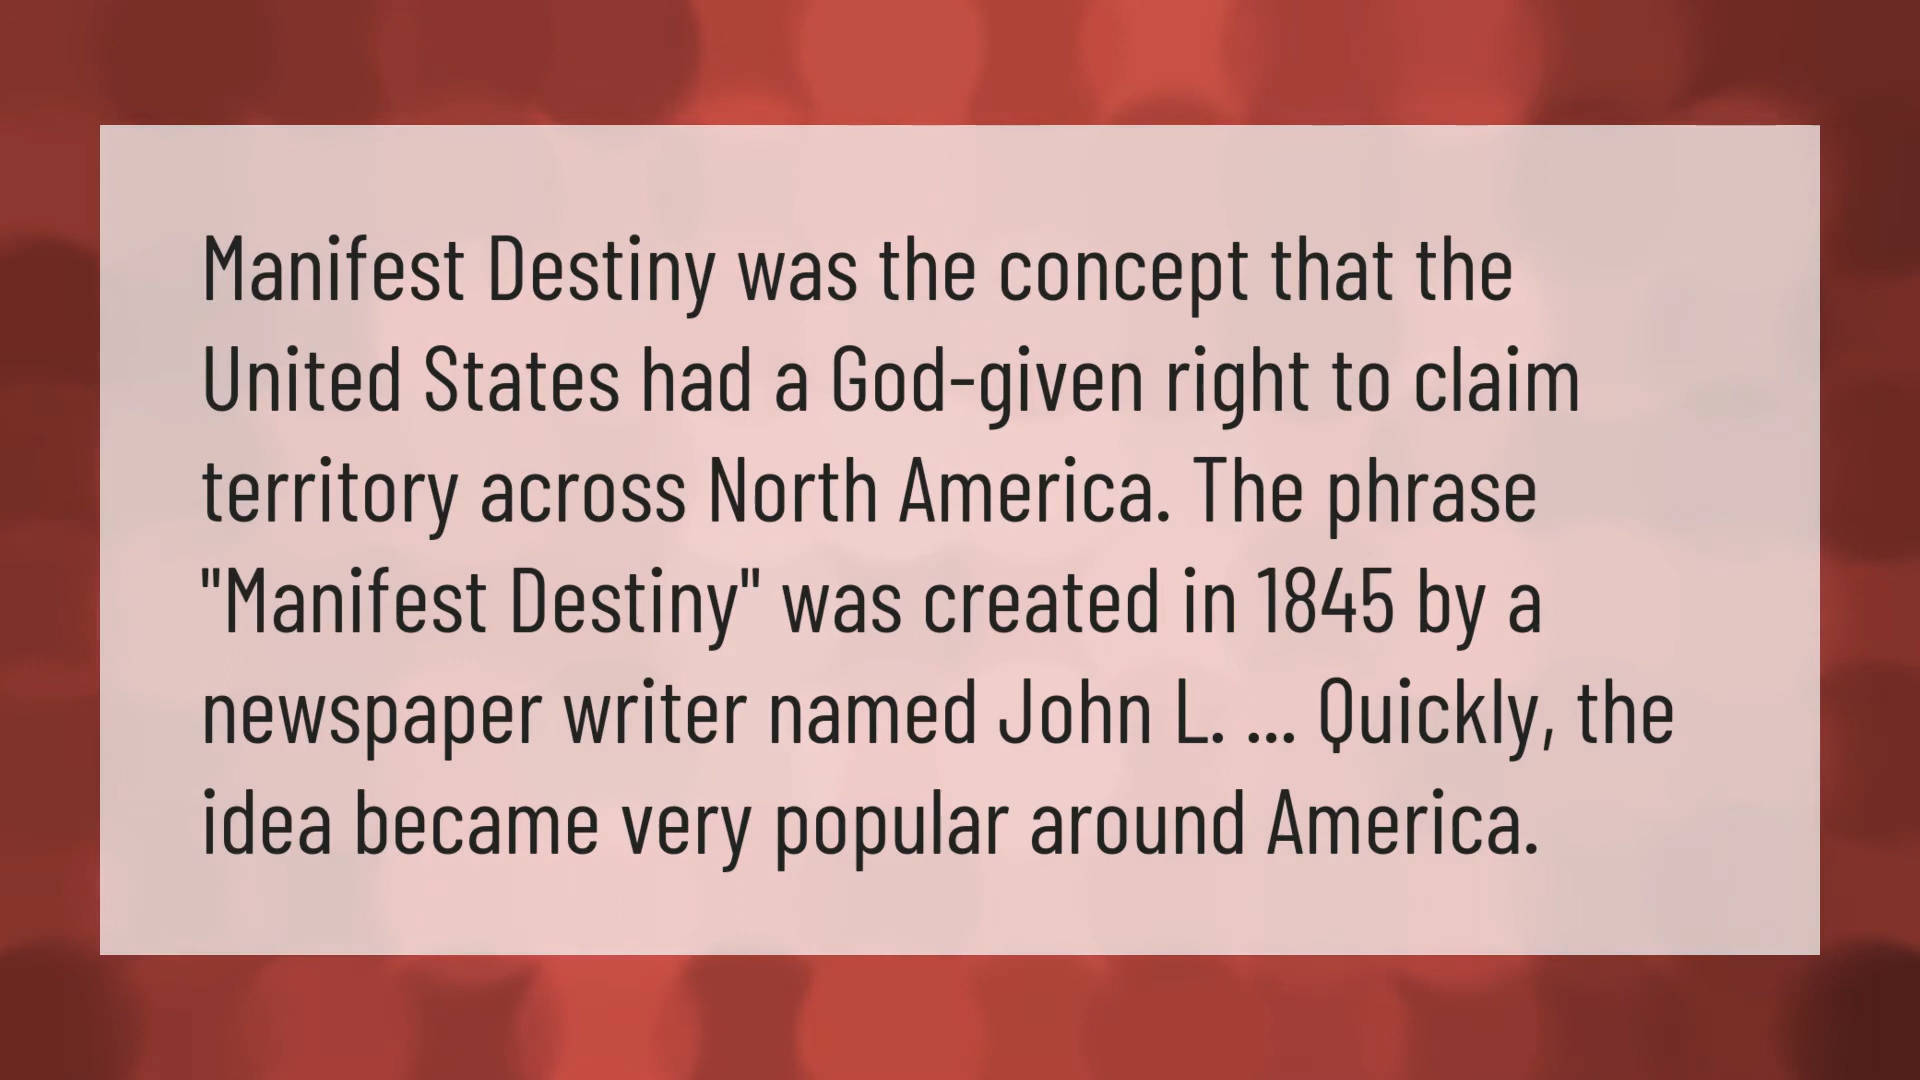 Manifest Destiny was the concept that the
United States had a God-given right to claim
territory across North America. The phrase
"Manifest Destiny" was created in 1845 by a
newspaper writer named John L. ... Quickly, the
idea became very popular around America.